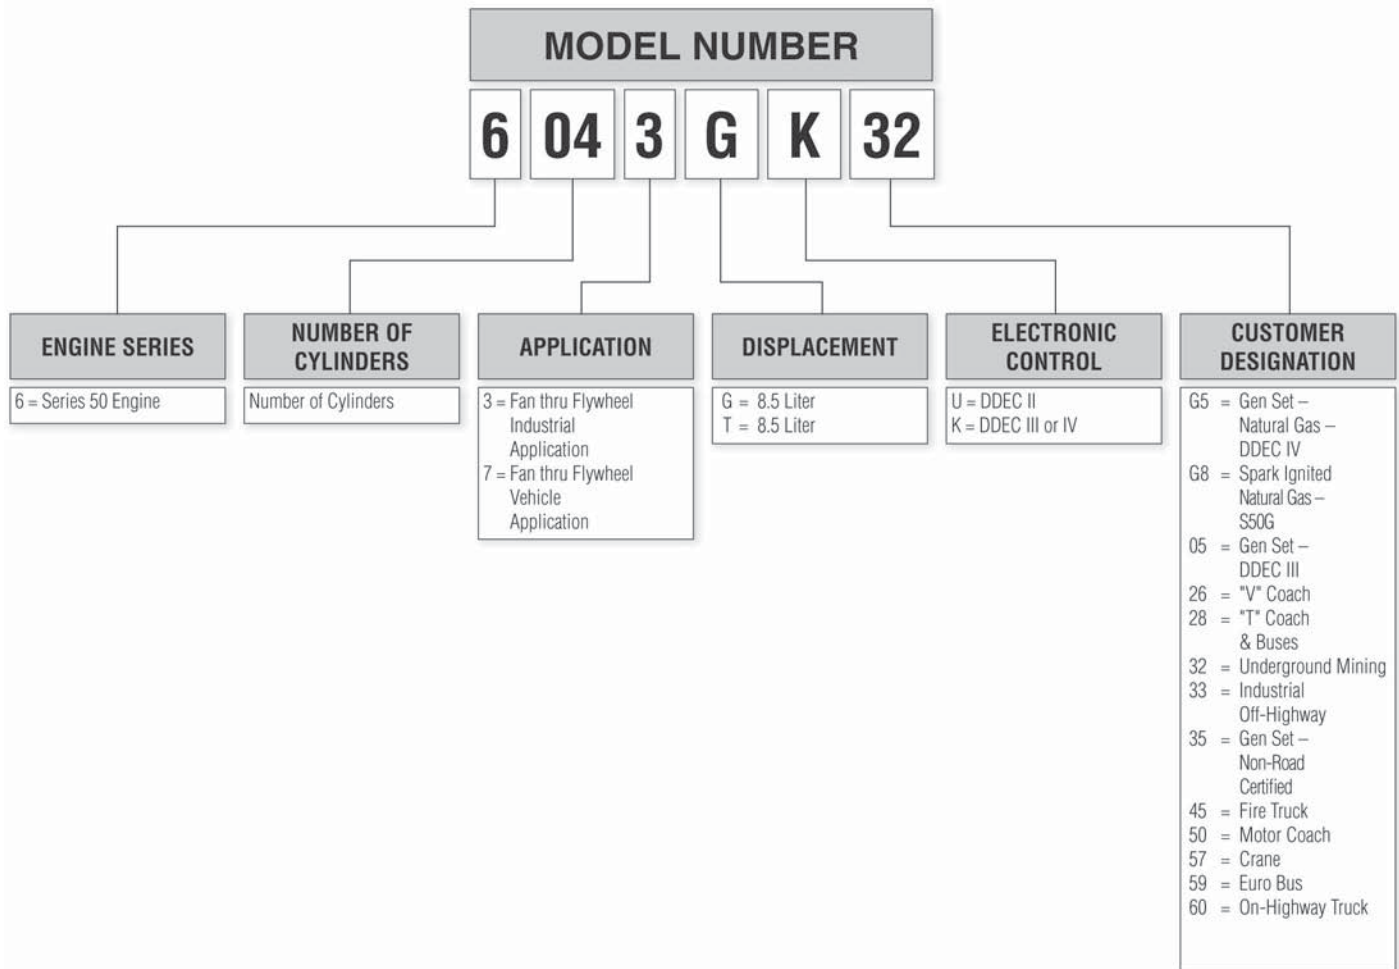 MODEL NUMBER
6 04 3 G K 32
ENGINE SERIES
6 = Series 50 Engine
NUMBER OF
CYLINDERS
Number of Cylinders
APPLICATION
3 = Fan thru Flywheel
Industrial
Application
7 = Fan thru Flywheel
Vehicle
Application
DISPLACEMENT
G = 8.5 Liter
T = 8.5 Liter
ELECTRONIC
CONTROL
U = DDEC II
K = DDEC III or IV
CUSTOMER
DESIGNATION
G5 = Gen Set –
Natural Gas –
DDEC IV
G8 = Spark Ignited
Natural Gas –
S50G
05 = Gen Set –
DDEC III
26 = "V" Coach
28 = "T" Coach
& Buses
32 = Underground Mining
33 = Industrial
Off-Highway
35 = Gen Set –
Non-Road
Certified
45 = Fire Truck
50 = Motor Coach
57 = Crane
59 = Euro Bus
60 = On-Highway Truck